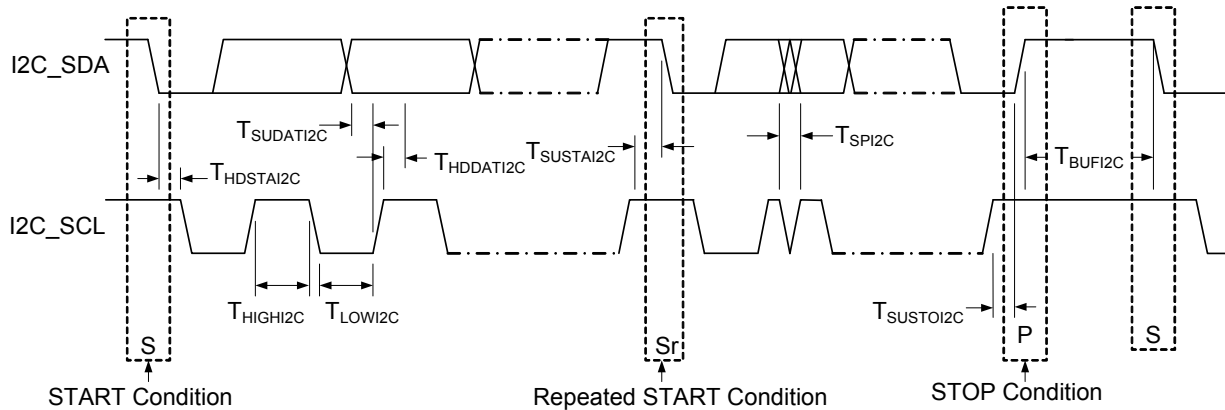 I2C_SDA
TSUDATI2C
THDDATI2C
TSUSTAI2C
TSPI2C
TBUFI2C
THDSTAI2C
I2C_SCL
THIGHI2C
TLOWI2C
TSUSTOI2C
S
Sr
P
S
START Condition
Repeated START Condition
STOP Condition